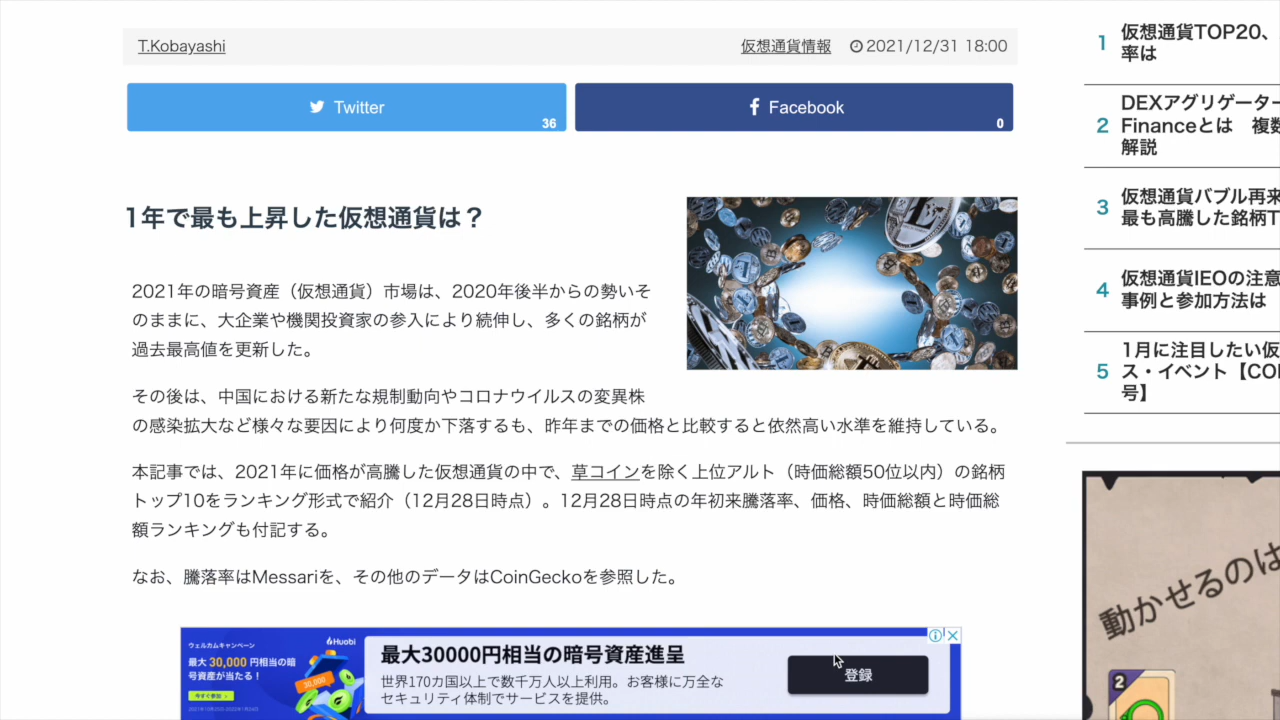 T.Kobayashi
仮想通貨情報 2021/12/31 18:00
Twitter
36
Facebook
0
1年で最も上昇した仮想通貨は？
2021年の暗号資産（仮想通貨）市場は、2020年後半からの勢いそ
のままに、大企業や機関投資家の参入により続伸し、多くの銘柄が
過去最高値を更新した。
その後は、中国における新たな規制動向やコロナウイルスの変異株
の感染拡大など様々な要因により何度か下落するも、昨年までの価格と比較すると依然高い水準を維持している。
本記事では、2021年に価格が高騰した仮想通貨の中で、草コインを除く上位アルト（時価総額50位以内）の銘柄
トップ10をランキング形式で紹介（12月28日時点）。12月28日時点の年初来騰落率、価格、時価総額と時価総
額ランキングも付記する。
なお、騰落率はMessariを、その他のデータはCoinGeckoを参照した。
ウェルカムキャンペーン
Huobi
最大 30,000 円相当の暗
号資産が当たる！
30,000
今すぐ参加
最大30000円相当の暗号資産進呈
世界170カ国以上で数千万人以上利用。お客様に万全な
セキュリティ体制でサービスを提供。
登録
1
仮想通貨TOP20、
率は
2
DEXアグリゲーター
Financeとは 複数
解説
3
仮想通貨バブル再来
最も高騰した銘柄T
4
仮想通貨IEOの注意
事例と参加方法は
5
1月に注目したい仮
ス・イベント【COI
号】
動かせるのは
2